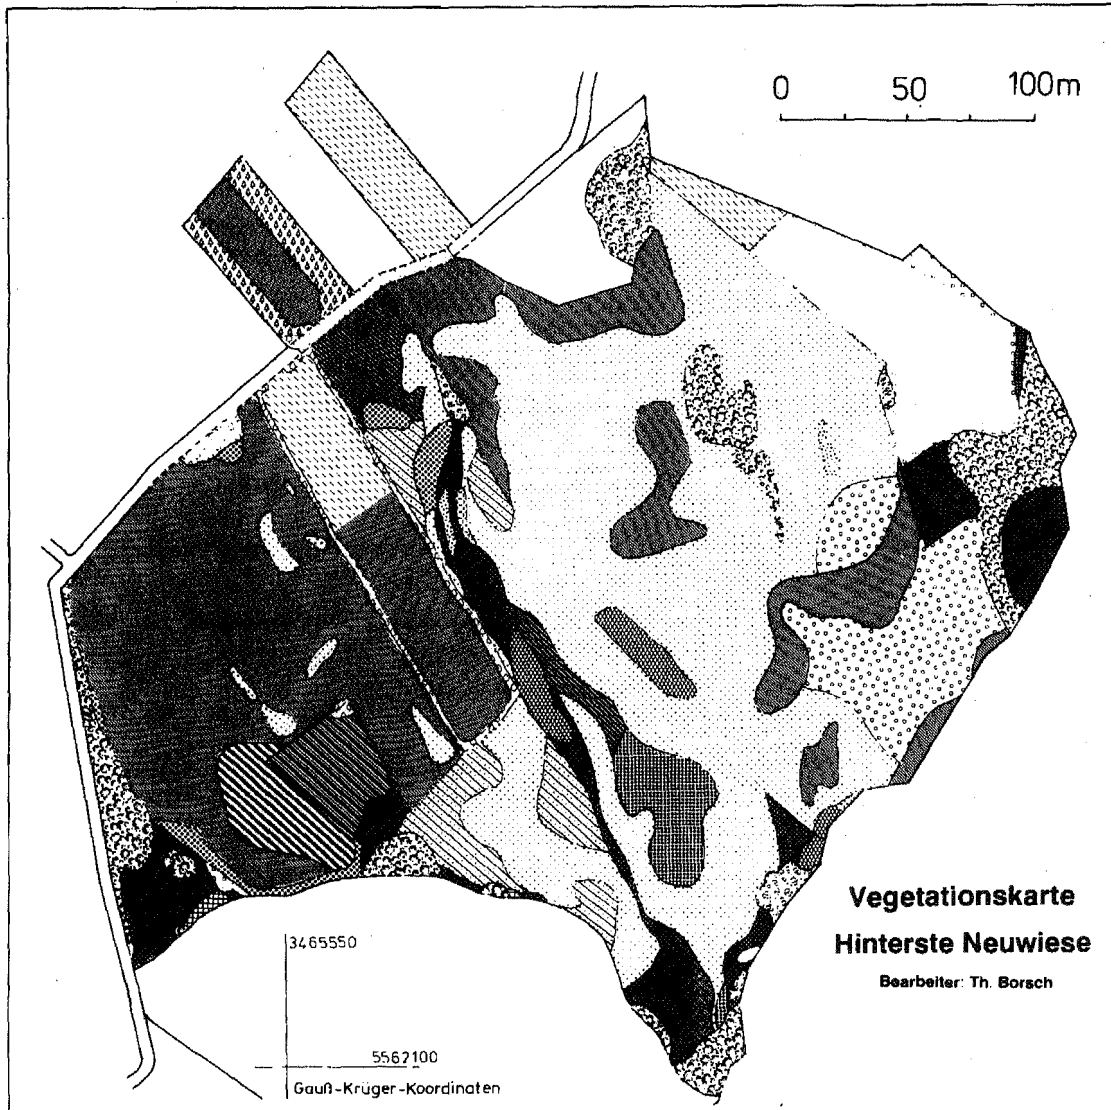 0 50 100m
Vegetationskarte
Hinterste Neuwiese
Bearbeiter: Th. Borsch
3465550
5562100
Gauß-Krüger-Koordinaten